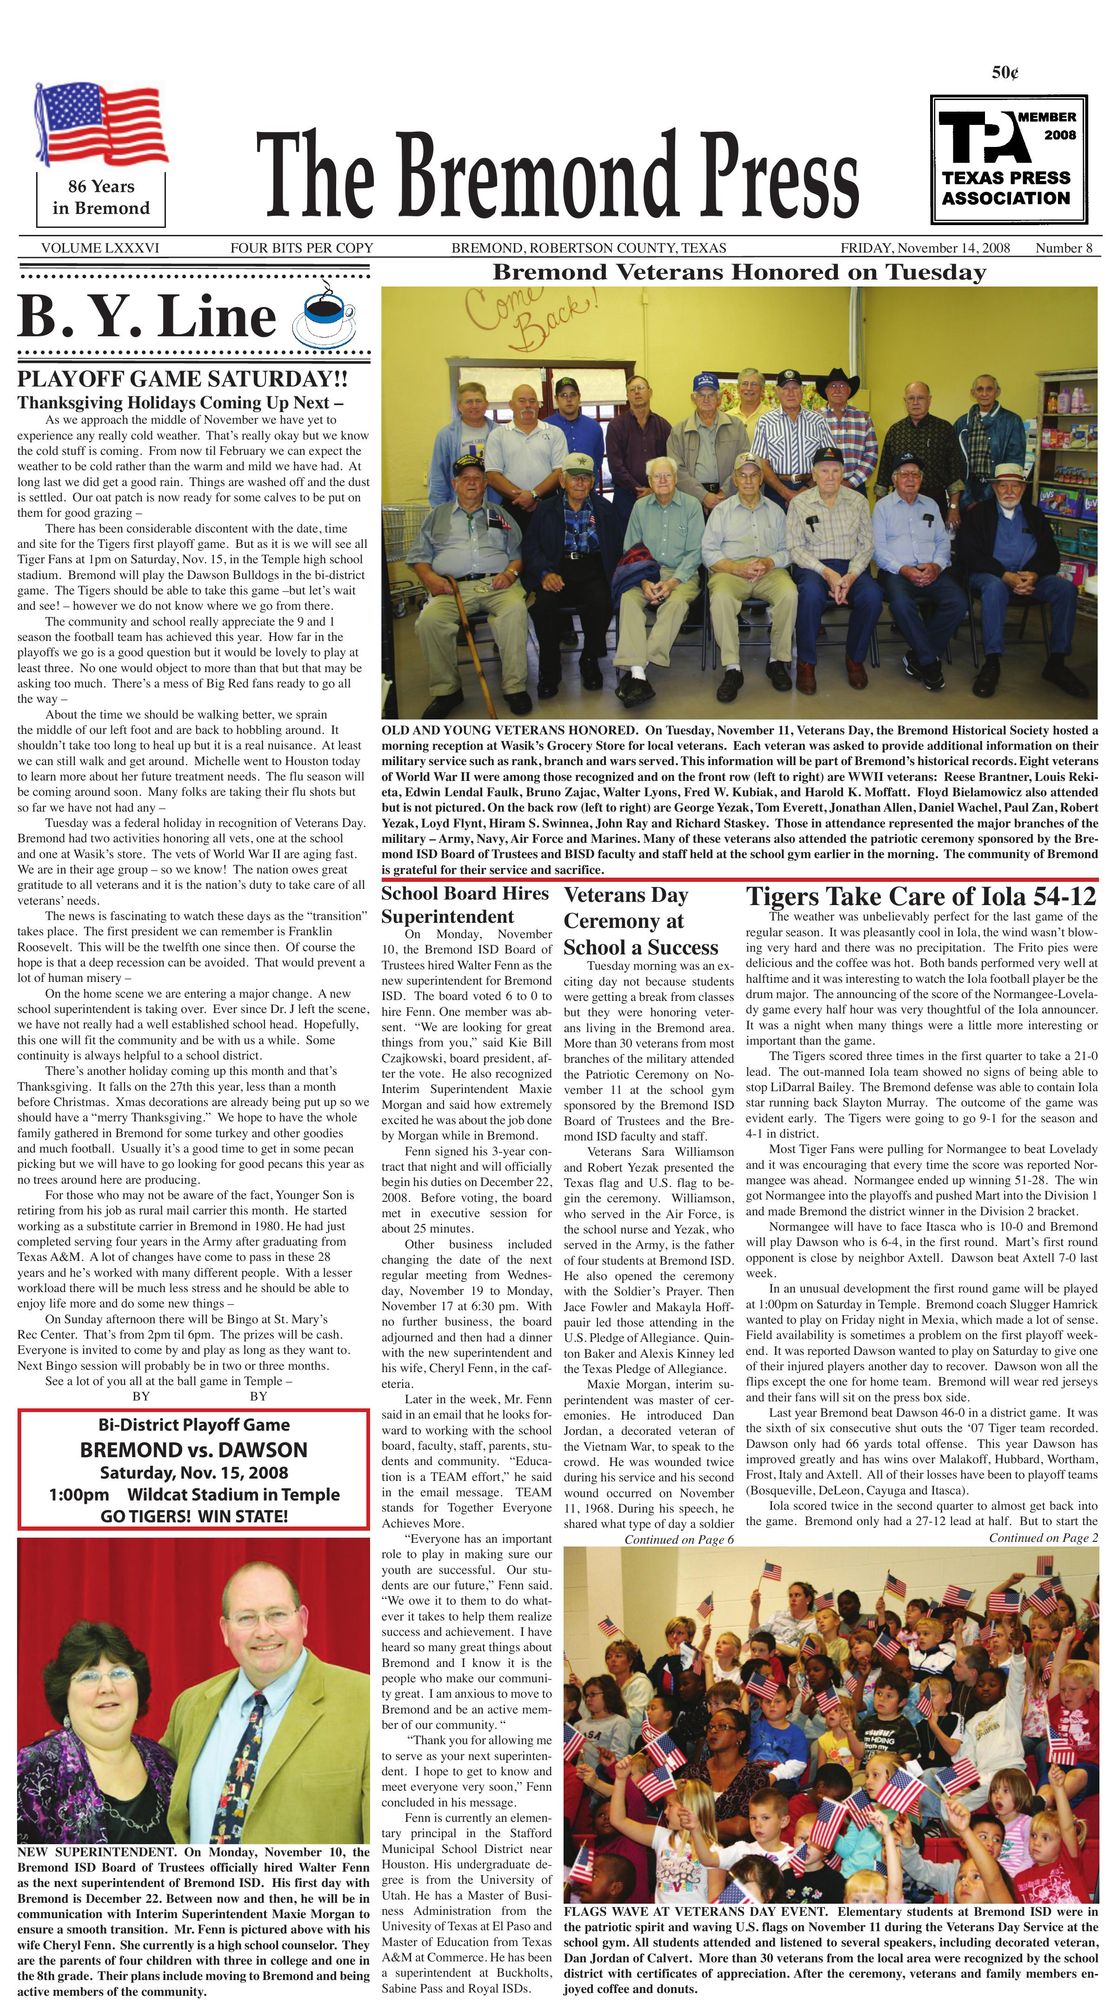 50¢
86 Years
in Bremond
The Bremond Press
MEMBER
2008
TPA
TEXAS PRESS
ASSOCIATION
VOLUME LXXXVI FOUR BITS PER COPY BREMOND, ROBERTSON COUNTY, TEXAS FRIDAY, November 14, 2008 Number 8
B. Y. Line
PLAYOFF GAME SATURDAY!!
Thanksgiving Holidays Coming Up Next –
As we approach the middle of November we have yet to
experience any really cold weather. That's really okay but we know
the cold stuff is coming. From now til February we can expect the
weather to be cold rather than the warm and mild we have had. At
long last we did get a good rain. Things are washed off and the dust
is settled. Our oat patch is now ready for some calves to be put on
them for good grazing –
There has been considerable discontent with the date, time
and site for the Tigers first playoff game. But as it is we will see all
Tiger Fans at 1pm on Saturday, Nov. 15, in the Temple high school
stadium. Bremond will play the Dawson Bulldogs in the bi-district
game. The Tigers should be able to take this game –but let's wait
and see! – however we do not know where we go from there.
The community and school really appreciate the 9 and 1
season the football team has achieved this year. How far in the
playoffs we go is a good question but it would be lovely to play at
least three. No one would object to more than that but that may be
asking too much. There's a mess of Big Red fans ready to go all
the way –
About the time we should be walking better, we sprain
the middle of our left foot and are back to hobbling around. It
shouldn't take too long to heal up but it is a real nuisance. At least
we can still walk and get around. Michelle went to Houston today
to learn more about her future treatment needs. The flu season will
be coming around soon. Many folks are taking their flu shots but
so far we have not had any –
Tuesday was a federal holiday in recognition of Veterans Day.
Bremond had two activities honoring all vets, one at the school
and one at Wasik's store. The vets of World War II are aging fast.
We are in their age group – so we know! The nation owes great
gratitude to all veterans and it is the nation's duty to take care of all
veterans' needs.
The news is fascinating to watch these days as the "transition"
takes place. The first president we can remember is Franklin
Roosevelt. This will be the twelfth one since then. Of course the
hope is that a deep recession can be avoided. That would prevent a
lot of human misery –
On the home scene we are entering a major change. A new
school superintendent is taking over. Ever since Dr. J left the scene,
we have not really had a well established school head. Hopefully,
this one will fit the community and be with us a while. Some
continuity is always helpful to a school district.
There's another holiday coming up this month and that's
Thanksgiving. It falls on the 27th this year, less than a month
before Christmas. Xmas decorations are already being put up so we
should have a "merry Thanksgiving." We hope to have the whole
family gathered in Bremond for some turkey and other goodies
and much football. Usually it's a good time to get in some pecan
picking but we will have to go looking for good pecans this year as
no trees around here are producing.
For those who may not be aware of the fact, Younger Son is
retiring from his job as rural mail carrier this month. He started
working as a substitute carrier in Bremond in 1980. He had just
completed serving four years in the Army after graduating from
Texas A&M. A lot of changes have come to pass in these 28
years and he's worked with many different people. With a lesser
workload there will be much less stress and he should be able to
enjoy life more and do some new things –
On Sunday afternoon there will be Bingo at St. Mary's
Rec Center. That's from 2pm til 6pm. The prizes will be cash.
Everyone is invited to come by and play as long as they want to.
Next Bingo session will probably be in two or three months.
See a lot of you all at the ball game in Temple –
BY BY
Bi-District Playoff Game
BREMOND vs. DAWSON
Saturday, Nov. 15, 2008
1:00pm Wildcat Stadium in Temple
GO TIGERS! WIN STATE!
NEW SUPERINTENDENT. On Monday, November 10, the
Bremond ISD Board of Trustees officially hired Walter Fenn
as the next superintendent of Bremond ISD. His first day with
Bremond is December 22. Between now and then, he will be in
communication with Interim Superintendent Maxie Morgan to
ensure a smooth transition. Mr. Fenn is pictured above with his
wife Cheryl Fenn. She currently is a high school counselor. They
are the parents of four children with three in college and one in
the 8th grade. Their plans include moving to Bremond and being
active members of the community.
Bremond Veterans Honored on Tuesday
Come
Back!
Luvs
OLD AND YOUNG VETERANS HONORED. On Tuesday, November 11, Veterans Day, the Bremond Historical Society hosted a
morning reception at Wasik's Grocery Store for local veterans. Each veteran was asked to provide additional information on their
military service such as rank, branch and wars served. This information will be part of Bremond's historical records. Eight veterans
of World War II were among those recognized and on the front row (left to right) are WWII veterans: Reese Brantner, Louis Reki-
eta, Edwin Lendal Faulk, Bruno Zajac, Walter Lyons, Fred W. Kubiak, and Harold K. Moffatt. Floyd Bielamowicz also attended
but is not pictured. On the back row (left to right) are George Yezak, Tom Everett, Jonathan Allen, Daniel Wachel, Paul Zan, Robert
Yezak, Loyd Flynt, Hiram S. Swinnea, John Ray and Richard Staskey. Those in attendance represented the major branches of the
military – Army, Navy, Air Force and Marines. Many of these veterans also attended the patriotic ceremony sponsored by the Bre-
mond ISD Board of Trustees and BISD faculty and staff held at the school gym earlier in the morning. The community of Bremond
is grateful for their service and sacrifice.
School Board Hires
Superintendent
On Monday, November
10, the Bremond ISD Board of
Trustees hired Walter Fenn as the
new superintendent for Bremond
ISD. The board voted 6 to 0 to
hire Fenn. One member was ab-
sent. "We are looking for great
things from you," said Kie Bill
Czajkowski, board president, af-
ter the vote. He also recognized
Interim Superintendent Maxie
Morgan and said how extremely
excited he was about the job done
by Morgan while in Bremond.
Fenn signed his 3-year con-
tract that night and will officially
begin his duties on December 22,
2008. Before voting, the board
met in executive session for
about 25 minutes.
Other business included
changing the date of the next
regular meeting from Wednes-
day, November 19 to Monday,
November 17 at 6:30 pm. With
no further business, the board
adjourned and then had a dinner
with the new superintendent and
his wife, Cheryl Fenn, in the caf-
eteria.
Later in the week, Mr. Fenn
said in an email that he looks for-
ward to working with the school
board, faculty, staff, parents, stu-
dents and community. "Educa-
tion is a TEAM effort," he said
in the email message. TEAM
stands for Together Everyone
Achieves More.
"Everyone has an important
role to play in making sure our
youth are successful. Our stu-
dents are our future," Fenn said.
"We owe it to them to do what-
ever it takes to help them realize
success and achievement. I have
heard so many great things about
Bremond and I know it is the
people who make our communi-
ty great. I am anxious to move to
Bremond and be an active mem-
ber of our community. "
"Thank you for allowing me
to serve as your next superinten-
dent. I hope to get to know and
meet everyone very soon," Fenn
concluded in his message.
Fenn is currently an elemen-
tary principal in the Stafford
Municipal School District near
Houston. His undergraduate de-
gree is from the University of
Utah. He has a Master of Busi-
ness Administration from the
Univesity of Texas at El Paso and
Master of Education from Texas
A&M at Commerce. He has been
a superintendent at Buckholts,
Sabine Pass and Royal ISDs.
Veterans Day
Ceremony at
School a Success
Tuesday morning was an ex-
citing day not because students
were getting a break from classes
but they were honoring veter-
ans living in the Bremond area.
More than 30 veterans from most
branches of the military attended
the Patriotic Ceremony on No-
vember 11 at the school gym
sponsored by the Bremond ISD
Board of Trustees and the Bre-
mond ISD faculty and staff.
Veterans Sara Williamson
and Robert Yezak presented the
Texas flag and U.S. flag to be-
gin the ceremony. Williamson,
who served in the Air Force, is
the school nurse and Yezak, who
served in the Army, is the father
of four students at Bremond ISD.
He also opened the ceremony
with the Soldier's Prayer. Then
Jace Fowler and Makayla Hoff-
pauir led those attending in the
U.S. Pledge of Allegiance. Quin-
ton Baker and Alexis Kinney led
the Texas Pledge of Allegiance.
Maxie Morgan, interim su-
perintendent was master of cer-
emonies. He introduced Dan
Jordan, a decorated veteran of
the Vietnam War, to speak to the
crowd. He was wounded twice
during his service and his second
wound occurred on November
11, 1968. During his speech, he
shared what type of day a soldier
Continued on Page 6
Tigers Take Care of Iola 54-12
The weather was unbelievably perfect for the last game of the
regular season. It was pleasantly cool in Iola, the wind wasn't blow-
ing very hard and there was no precipitation. The Frito pies were
delicious and the coffee was hot. Both bands performed very well at
halftime and it was interesting to watch the Iola football player be the
drum major. The announcing of the score of the Normangee-Lovela-
dy game every half hour was very thoughtful of the Iola announcer.
It was a night when many things were a little more interesting or
important than the game.
The Tigers scored three times in the first quarter to take a 21-0
lead. The out-manned Iola team showed no signs of being able to
stop LiDarral Bailey. The Bremond defense was able to contain Iola
star running back Slayton Murray. The outcome of the game was
evident early. The Tigers were going to go 9-1 for the season and
4-1 in district.
Most Tiger Fans were pulling for Normangee to beat Lovelady
and it was encouraging that every time the score was reported Nor-
mangee was ahead. Normangee ended up winning 51-28. The win
got Normangee into the playoffs and pushed Mart into the Division 1
and made Bremond the district winner in the Division 2 bracket.
Normangee will have to face Itasca who is 10-0 and Bremond
will play Dawson who is 6-4, in the first round. Mart's first round
opponent is close by neighbor Axtell. Dawson beat Axtell 7-0 last
week.
In an unusual development the first round game will be played
at 1:00pm on Saturday in Temple. Bremond coach Slugger Hamrick
wanted to play on Friday night in Mexia, which made a lot of sense.
Field availability is sometimes a problem on the first playoff week-
end. It was reported Dawson wanted to play on Saturday to give one
of their injured players another day to recover. Dawson won all the
flips except the one for home team. Bremond will wear red jerseys
and their fans will sit on the press box side.
Last year Bremond beat Dawson 46-0 in a district game. It was
the sixth of six consecutive shut outs the '07 Tiger team recorded.
Dawson only had 66 yards total offense. This year Dawson has
improved greatly and has wins over Malakoff, Hubbard, Wortham,
Frost, Italy and Axtell. All of their losses have been to playoff teams
(Bosqueville, DeLeon, Cayuga and Itasca).
Iola scored twice in the second quarter to almost get back into
the game. Bremond only had a 27-12 lead at half. But to start the
Continued on Page 2
FLAGS WAVE AT VETERANS DAY EVENT. Elementary students at Bremond ISD were in
the patriotic spirit and waving U.S. flags on November 11 during the Veterans Day Service at the
school gym. All students attended and listened to several speakers, including decorated veteran,
Dan Jordan of Calvert. More than 30 veterans from the local area were recognized by the school
district with certificates of appreciation. After the ceremony, veterans and family members en-
joyed coffee and donuts.